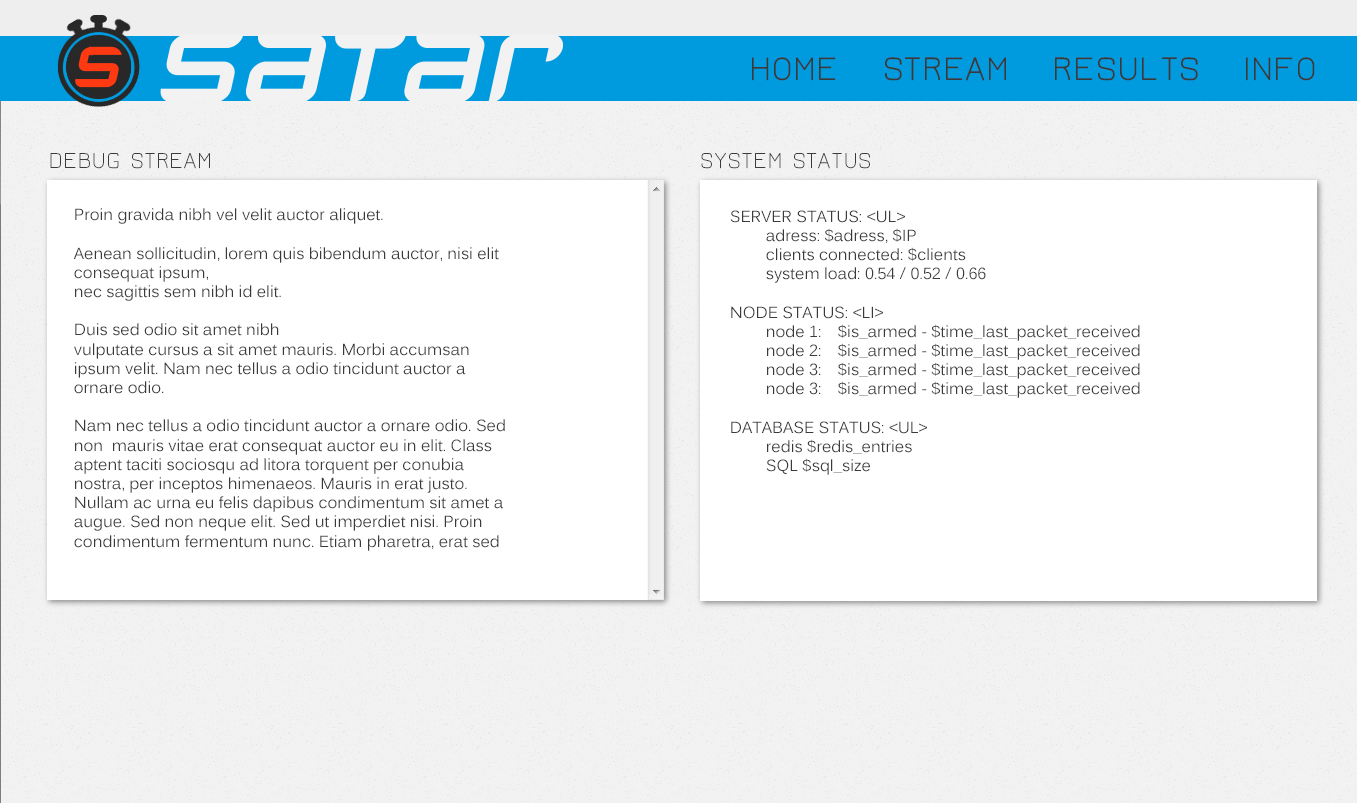 S satar
HOME STREAM RESULTS INFO
DEBUG STREAM
Proin gravida nibh vel velit auctor aliquet.
Aenean sollicitudin, lorem quis bibendum auctor, nisi elit
consequat ipsum,
nec sagittis sem nibh id elit.
Duis sed odio sit amet nibh
vulputate cursus a sit amet mauris. Morbi accumsan
ipsum velit. Nam nec tellus a odio tincidunt auctor a
ornare odio.
Nam nec tellus a odio tincidunt auctor a ornare odio. Sed
non  mauris vitae erat consequat auctor eu in elit. Class
aptent taciti sociosqu ad litora torquent per conubia
nostra, per inceptos himenaeos. Mauris in erat justo.
Nullam ac urna eu felis dapibus condimentum sit amet a
augue. Sed non neque elit. Sed ut imperdiet nisi. Proin
condimentum fermentum nunc. Etiam pharetra, erat sed
SYSTEM STATUS
SERVER STATUS: <UL>
adress: $adress, $IP
clients connected: $clients
system load: 0.54 / 0.52 / 0.66
NODE STATUS: <LI>
node 1: $is_armed - $time_last_packet_received
node 2: $is_armed - $time_last_packet_received
node 3: $is_armed - $time_last_packet_received
node 3: $is_armed - $time_last_packet_received
DATABASE STATUS: <UL>
redis $redis_entries
SQL $sql_size